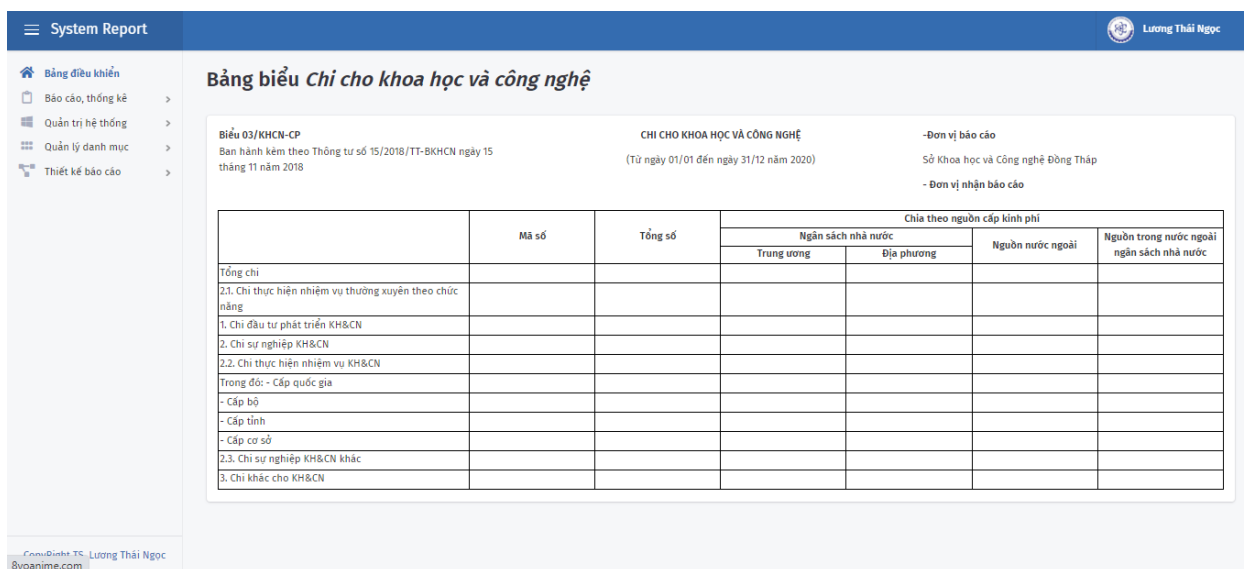 System Report
Lương Thái Ngọc
Bảng điều khiển
Báo cáo, thống kê
Quản trị hệ thống
Quản lý danh mục
Thiết kế báo cáo
Bảng biểu Chi cho khoa học và công nghệ
Biểu 03/KHCN-CP
Ban hành kèm theo Thông tư số 15/2018/TT-BKHCN ngày 15
tháng 11 năm 2018
CHI CHO KHOA HỌC VÀ CÔNG NGHỆ
(Từ ngày 01/01 đến ngày 31/12 năm 2020)
-Đơn vị báo cáo
Sở Khoa học và Công nghệ Đồng Tháp
- Đơn vị nhận báo cáo
Mã số
Tổng số
Chia theo nguồn cấp kinh phí
Ngân sách nhà nước
Trung ương
Địa phương
Nguồn nước ngoài
Nguồn trong nước ngoài
ngân sách nhà nước
Tổng chi
2.1. Chi thực hiện nhiệm vụ thường xuyên theo chức
năng
1. Chi đầu tư phát triển KH&CN
2. Chi sự nghiệp KH&CN
2.2. Chi thực hiện nhiệm vụ KH&CN
Trong đó: - Cấp quốc gia
- Cấp bộ
- Cấp tỉnh
- Cấp cơ sở
2.3. Chi sự nghiệp KH&CN khác
3. Chi khác cho KH&CN
CopyRight TS. Lương Thái Ngọc
8voanime.com